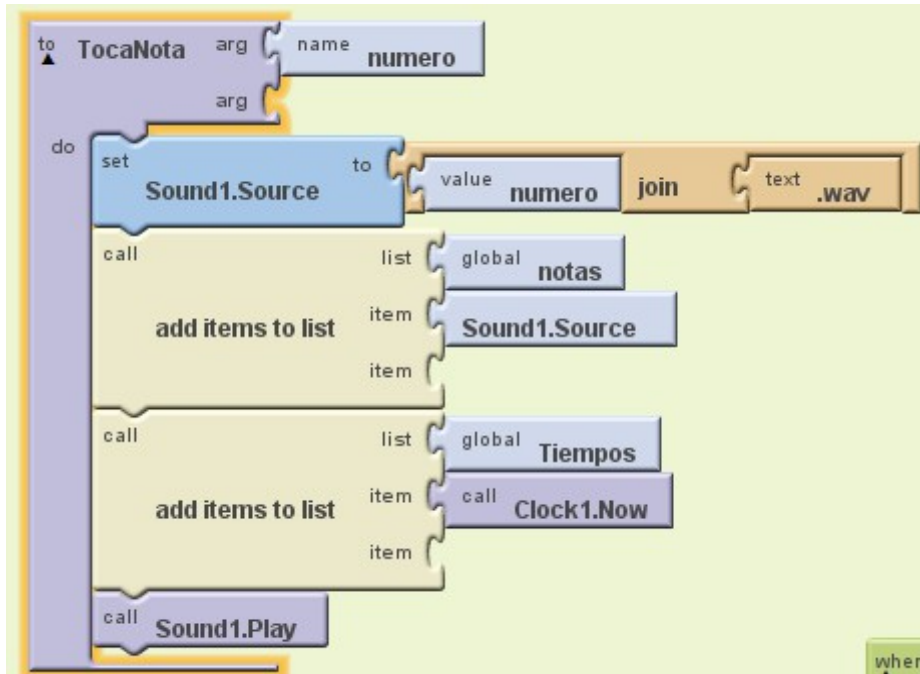 to TocaNota arg name numero
arg
do
set Sound1.Source to value numero join text .wav
call add items to list list global notas
item Sound1.Source
item
call add items to list list global Tiempos
item call Clock1.Now
item
call Sound1.Play